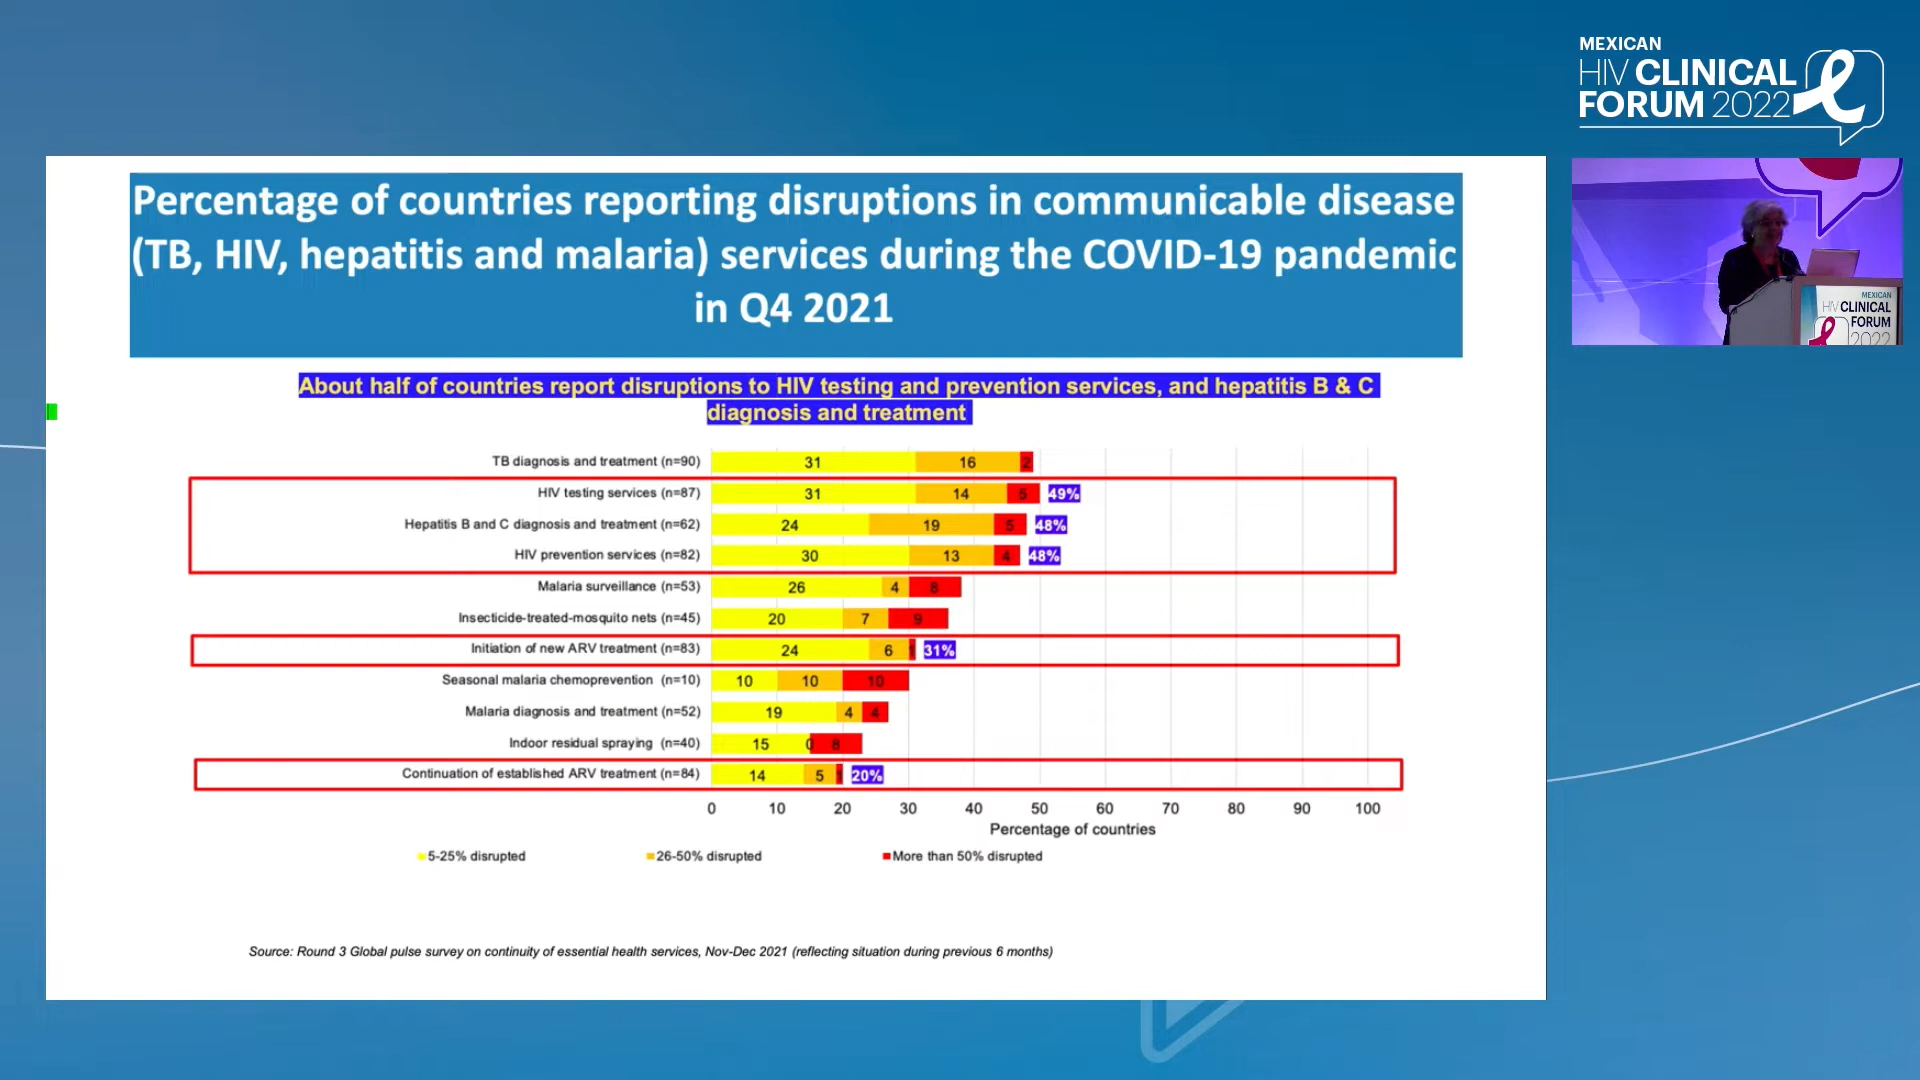 MEXICAN
HIV CLINICAL
FORUM 2022
Percentage of countries reporting disruptions in communicable disease
(TB, HIV, hepatitis and malaria) services during the COVID-19 pandemic
in Q4 2021
About half of countries report disruptions to HIV testing and prevention services, and hepatitis B & C
diagnosis and treatment
TB diagnosis and treatment (n=90) 31 16 2
HIV testing services (n=87) 31 14 5 49%
Hepatitis B and C diagnosis and treatment (n=62) 24 19 5 48%
HIV prevention services (n=82) 30 13 4 48%
Malaria surveillance (n=53) 26 4 8
Insecticide-treated-mosquito nets (n=45) 20 7 9
Initiation of new ARV treatment (n=83) 24 6 1 31%
Seasonal malaria chemoprevention (n=10) 10 10 10
Malaria diagnosis and treatment (n=52) 19 4 4
Indoor residual spraying (n=40) 15 0 8
Continuation of established ARV treatment (n=84) 14 5 1 20%
0 10 20 30 40 50 60 70 80 90 100
Percentage of countries
5-25% disrupted 26-50% disrupted More than 50% disrupted
Source: Round 3 Global pulse survey on continuity of essential health services, Nov-Dec 2021 (reflecting situation during previous 6 months)
MEXICAN
HIV CLINICAL
FORUM
2022